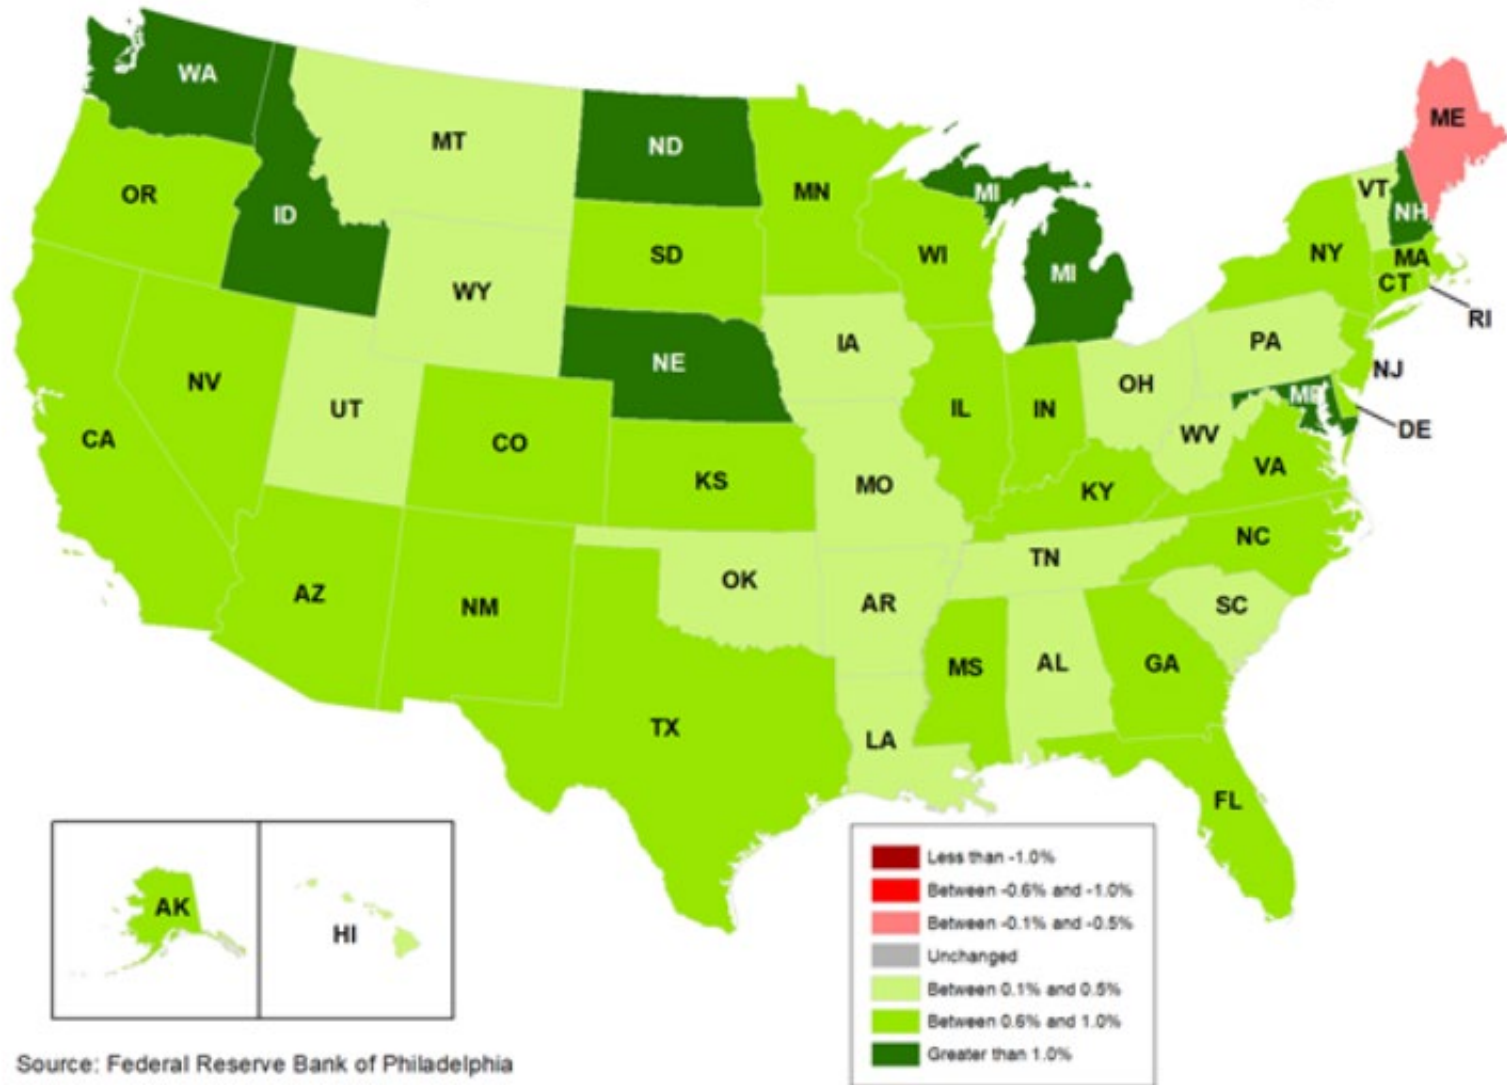 WA
MT
ND
ME
OR
ID
MN
MI
VT
NH
SD
WI
NY
MA
WY
MI
CT
RI
IA
PA
NE
NJ
NV
UT
OH
MD
CA
CO
IL
IN
DE
WV
KS
MO
KY
VA
NC
AZ
NM
OK
AR
TN
SC
MS
AL
GA
TX
LA
FL
AK
HI
Less than -1.0%
Between -0.6% and -1.0%
Between -0.1% and -0.5%
Unchanged
Between 0.1% and 0.5%
Between 0.6% and 1.0%
Greater than 1.0%
Source: Federal Reserve Bank of Philadelphia